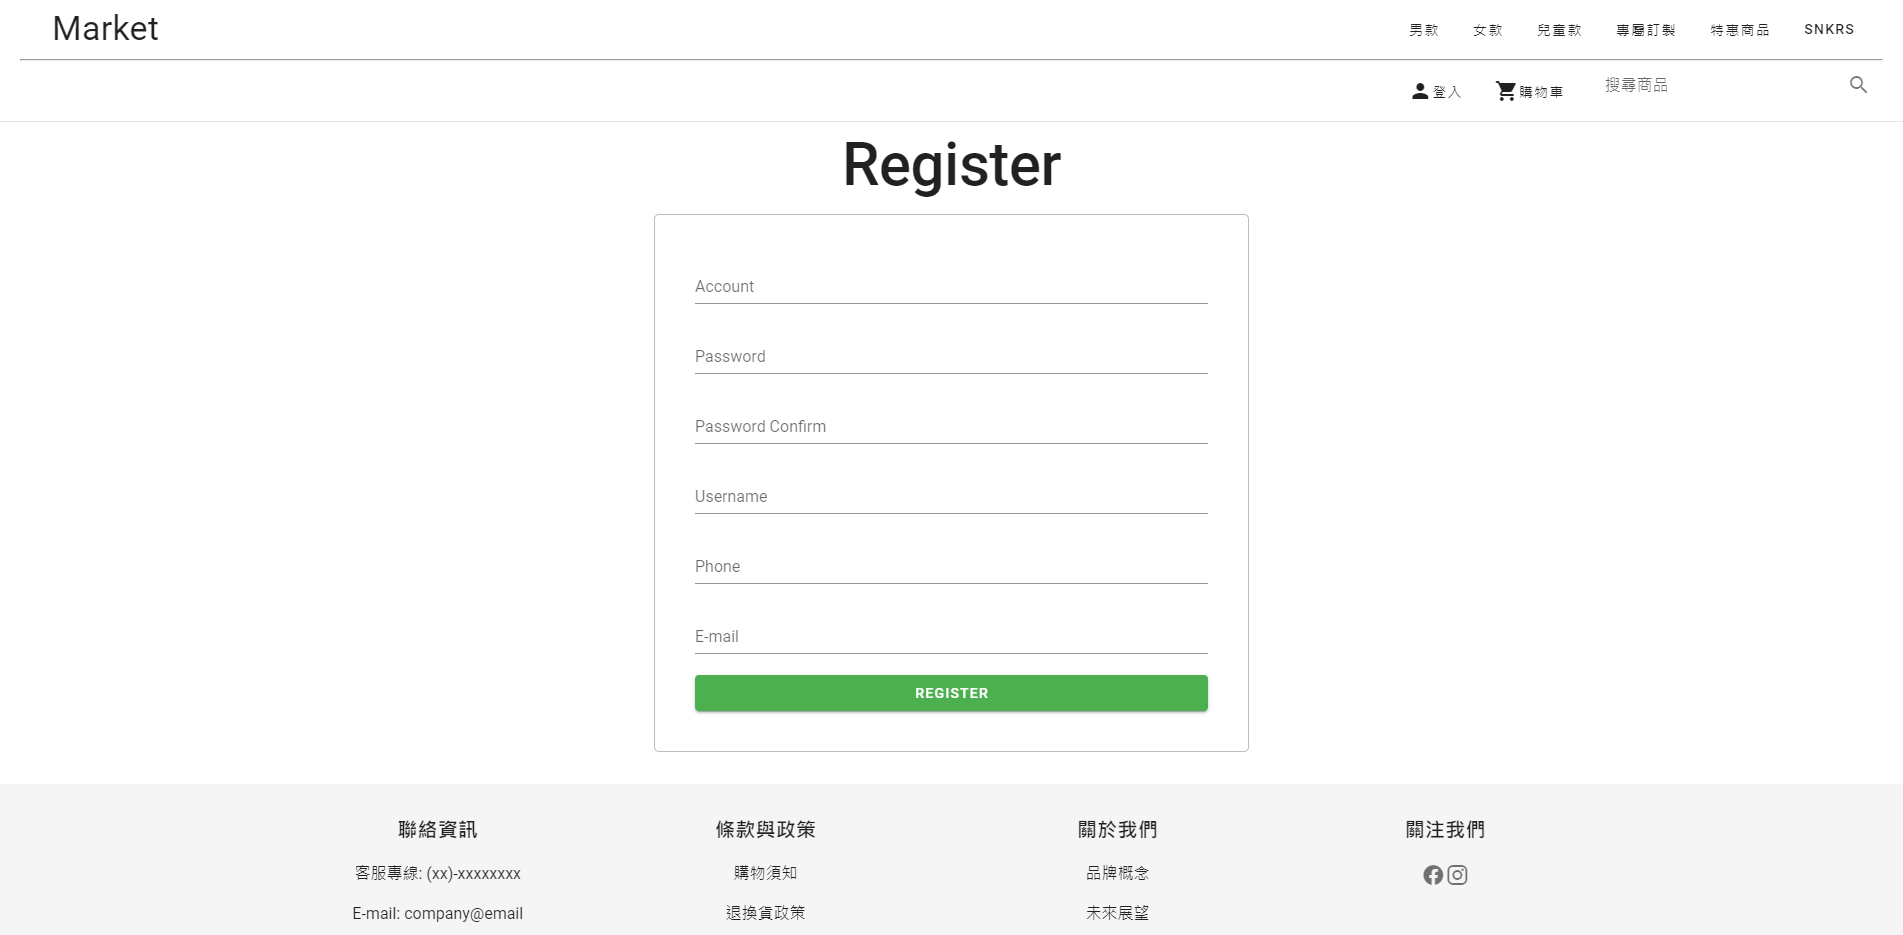 Market
男款 女款 兒童款 專屬訂製 特惠商品 SNKRS
登入 購物車 搜尋商品
Register
Account
Password
Password Confirm
Username
Phone
E-mail
REGISTER
聯絡資訊 條款與政策 關於我們 關注我們
客服專線: (xx)-xxxxxxxx 購物須知 品牌概念
E-mail: company@email 退換貨政策 未來展望